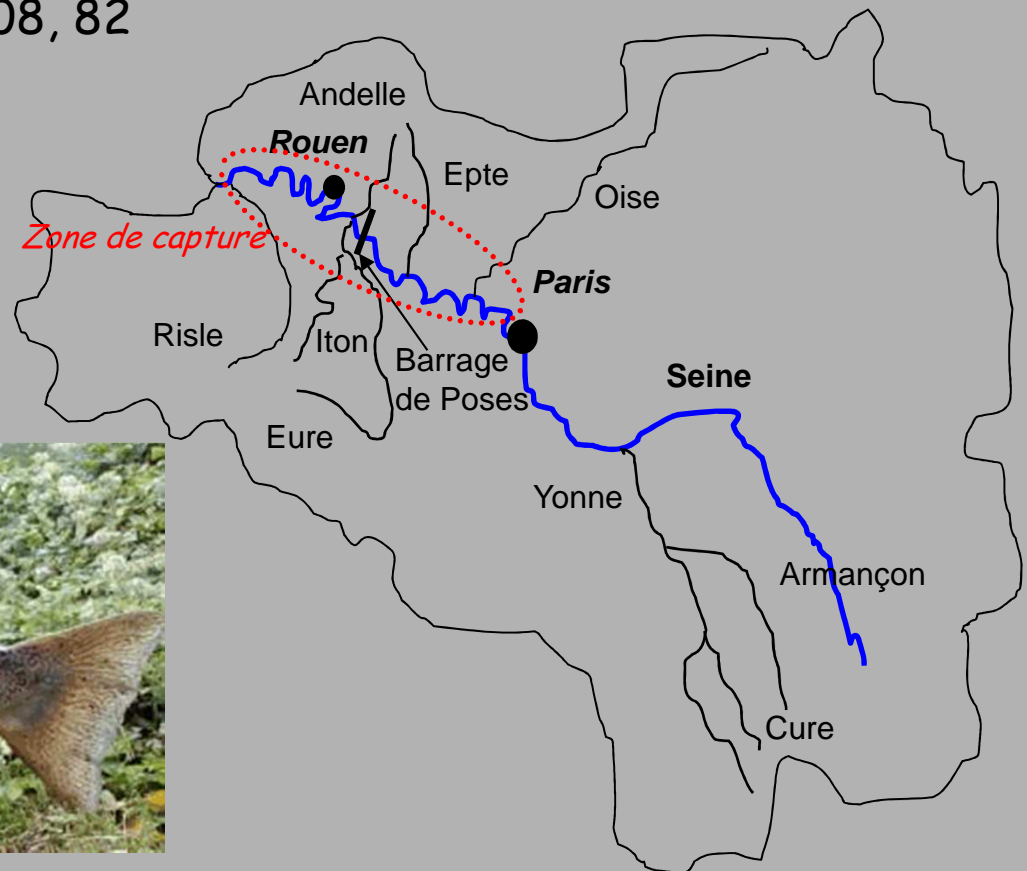 08, 82
Andelle
Rouen
Epte
Oise
Zone de capture
Paris
Risle
Iton
Barrage
de Poses
Seine
Eure
Yonne
Armançon
Cure